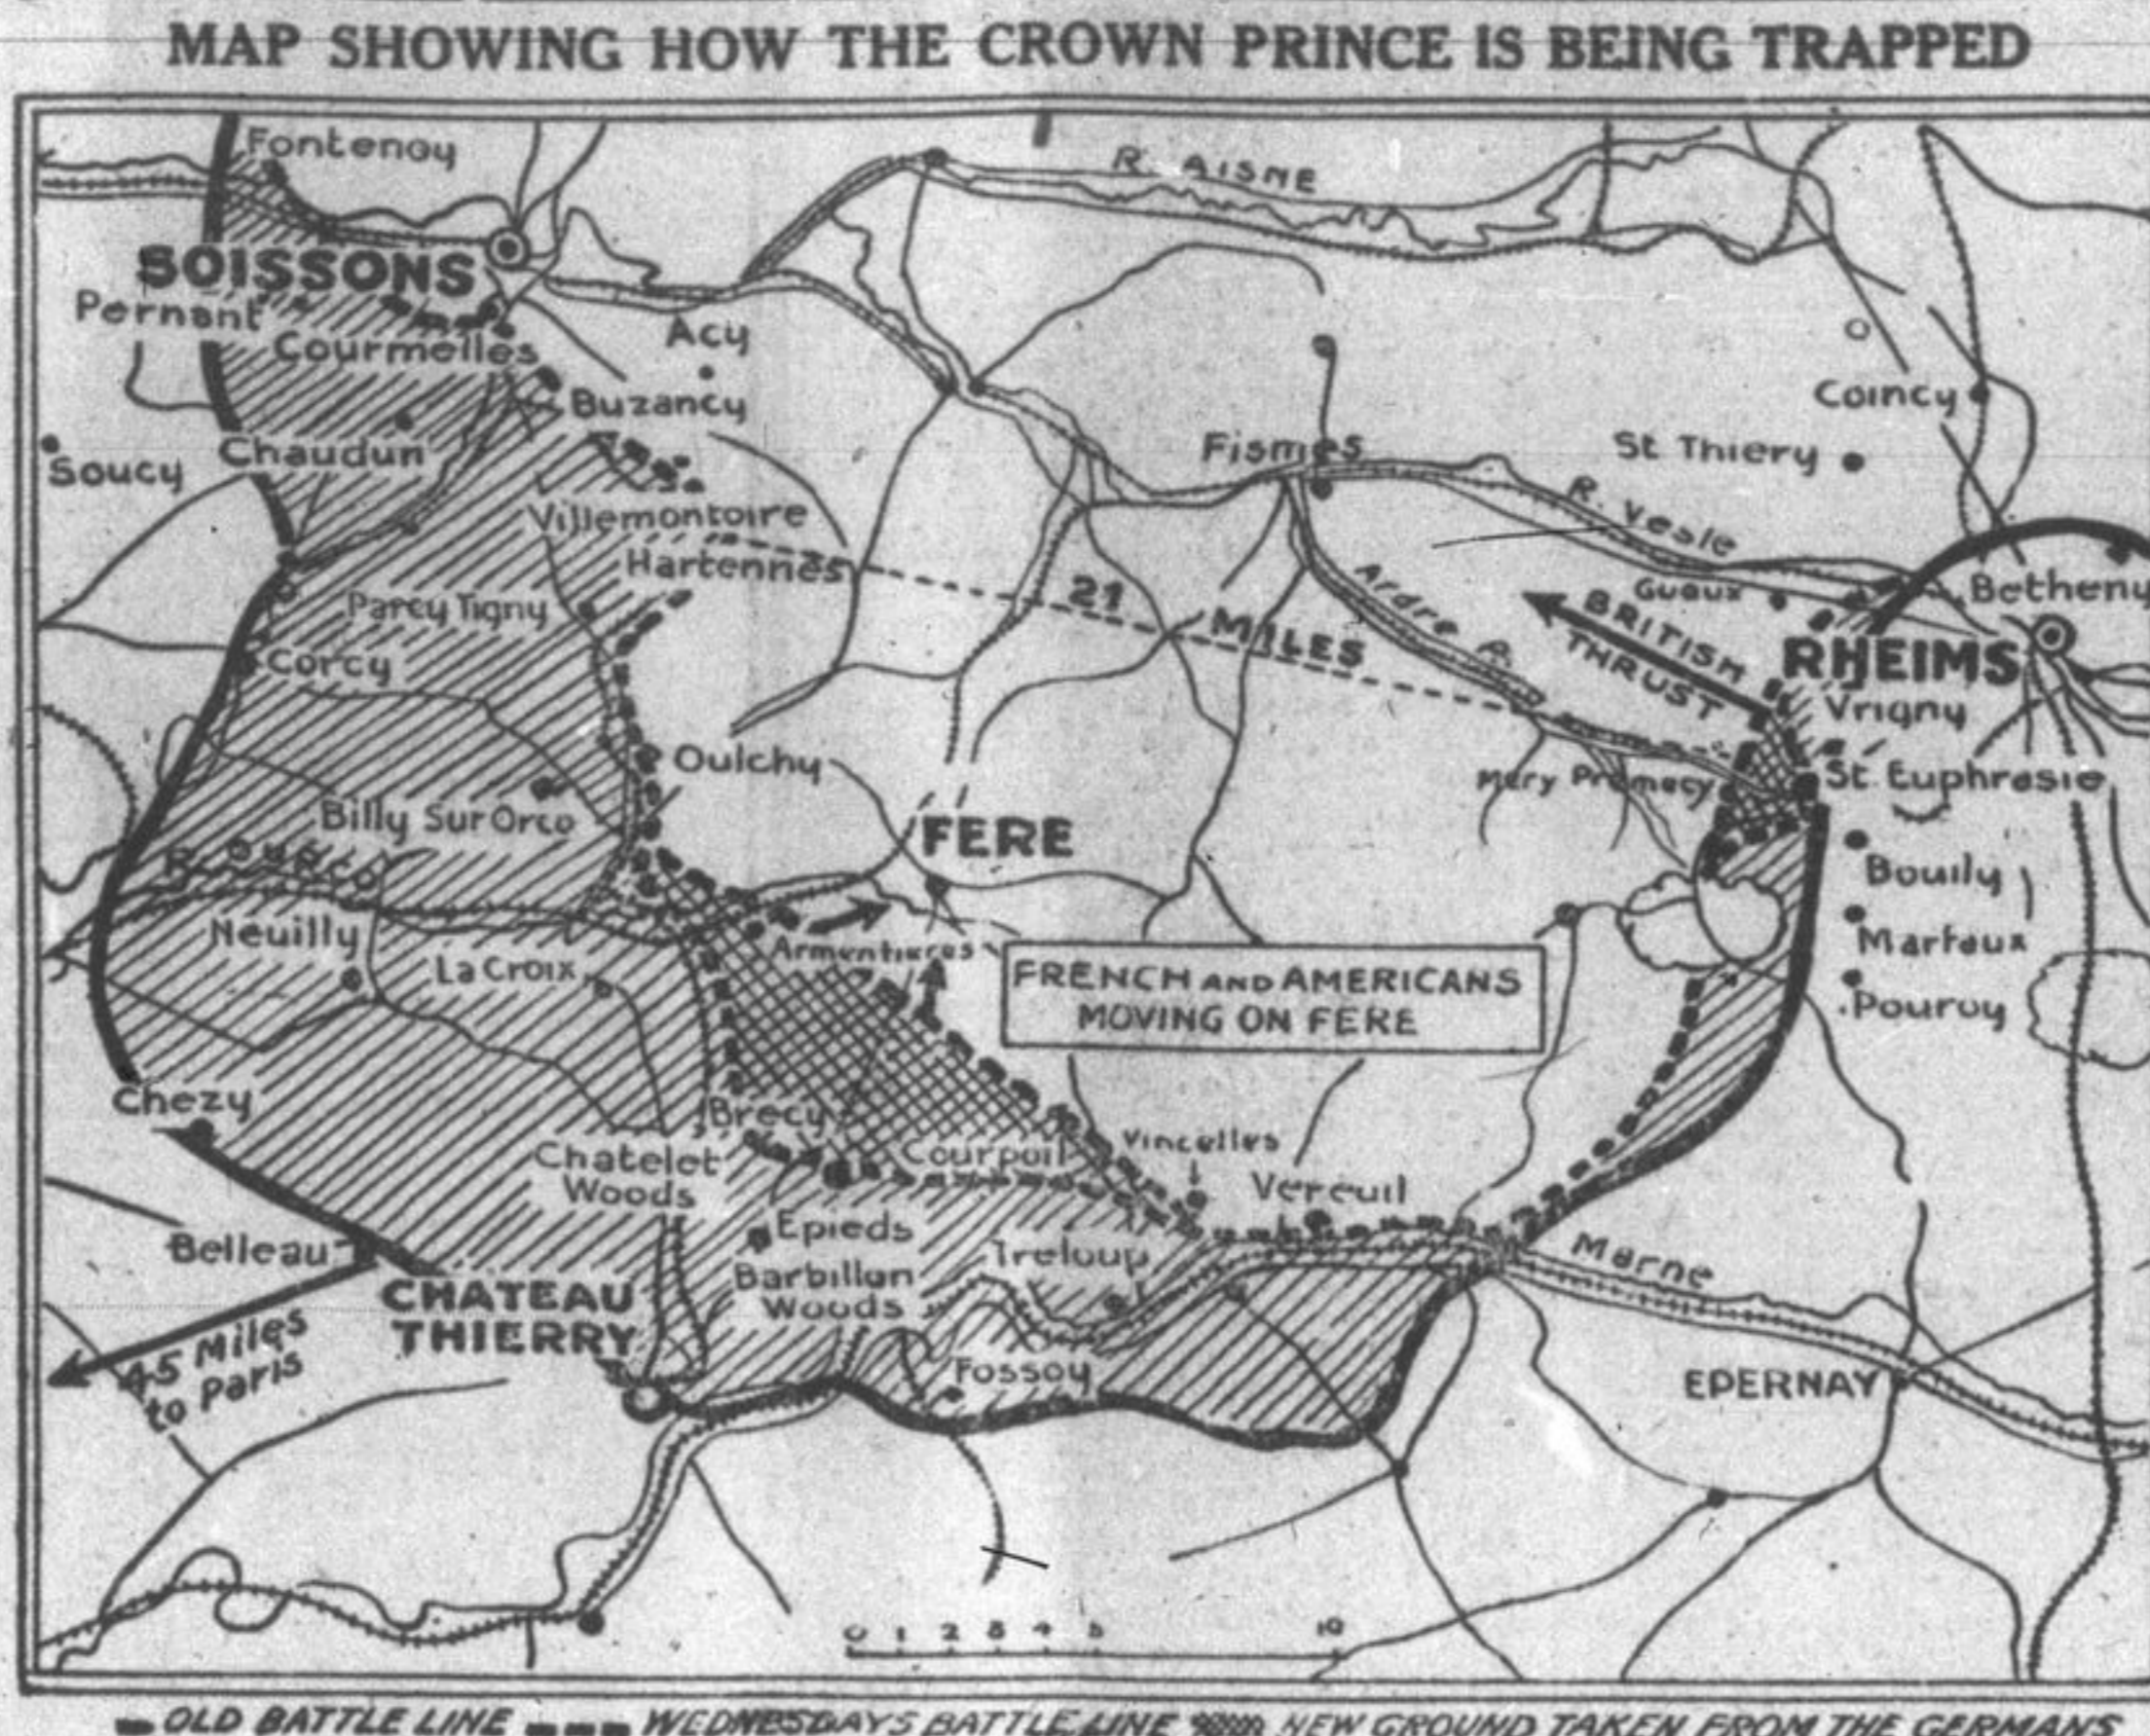 MAP SHOWING HOW THE CROWN PRINCE IS BEING TRAPPED
Fontenoy
R. AISNE
SOISSONS
Pernant
Courmelles
Acy
Buzancy
Coincy
Chaudun
Soucy
Fismes
St Thiery
R. Vesle
Villemontoire
Hartennes
21 MILES
Ardre R.
Guaux
BRITISH
THRUST
Betheny
RHEIMS
Parcy Tigny
Corcy
Vrigny
Oulchy
Mery Premecy
St. Euphrasie
Billy Sur Orco
FERE
R. Ourcq
Bouily
Neuilly
La Croix
Armentieres
Marfaux
FRENCH AND AMERICANS
MOVING ON FERE
Pourvy
Chezy
Brecy
Chatelet
Woods
Courpoil
Vincelles
Vereuil
Epieds
Belleau
Treloup
Marne
Barbillon
Woods
CHATEAU
THIERRY
45 Miles
to Paris
Fossoy
EPERNAY
0 1 2 3 4 5 10
OLD BATTLE LINE WEDNESDAYS BATTLE LINE NEW GROUND TAKEN FROM THE GERMANS